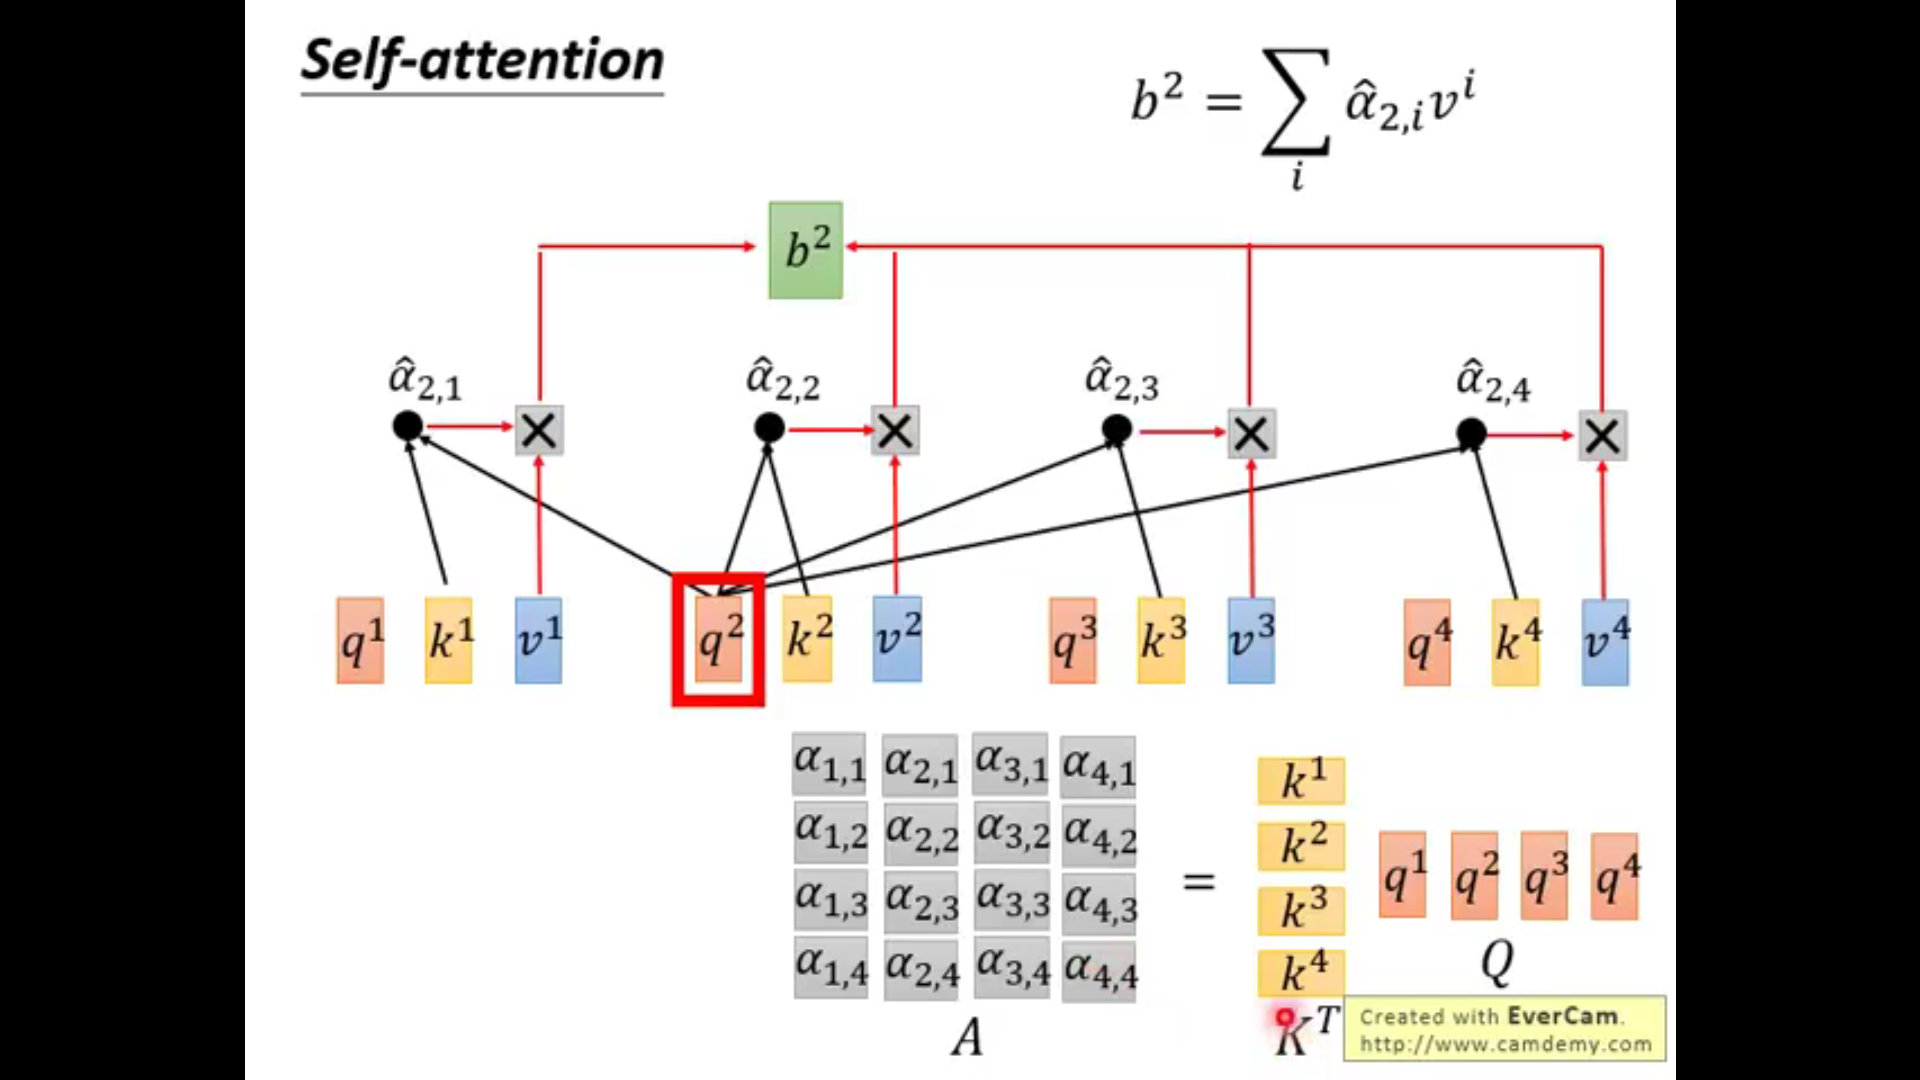 Self-attention
b² = ∑ᵢ α̂₂,ᵢvⁱ
b²
α̂₂,₁ α̂₂,₂ α̂₂,₃ α̂₂,₄
q¹ k¹ v¹ q² k² v² q³ k³ v³ q⁴ k⁴ v⁴
α₁,₁ α₂,₁ α₃,₁ α₄,₁
α₁,₂ α₂,₂ α₃,₂ α₄,₂
α₁,₃ α₂,₃ α₃,₃ α₄,₃
α₁,₄ α₂,₄ α₃,₄ α₄,₄
A
=
k¹
k²
k³
k⁴
Kᵀ
q¹ q² q³ q⁴
Q
Created with EverCam.
http://www.camdemy.com